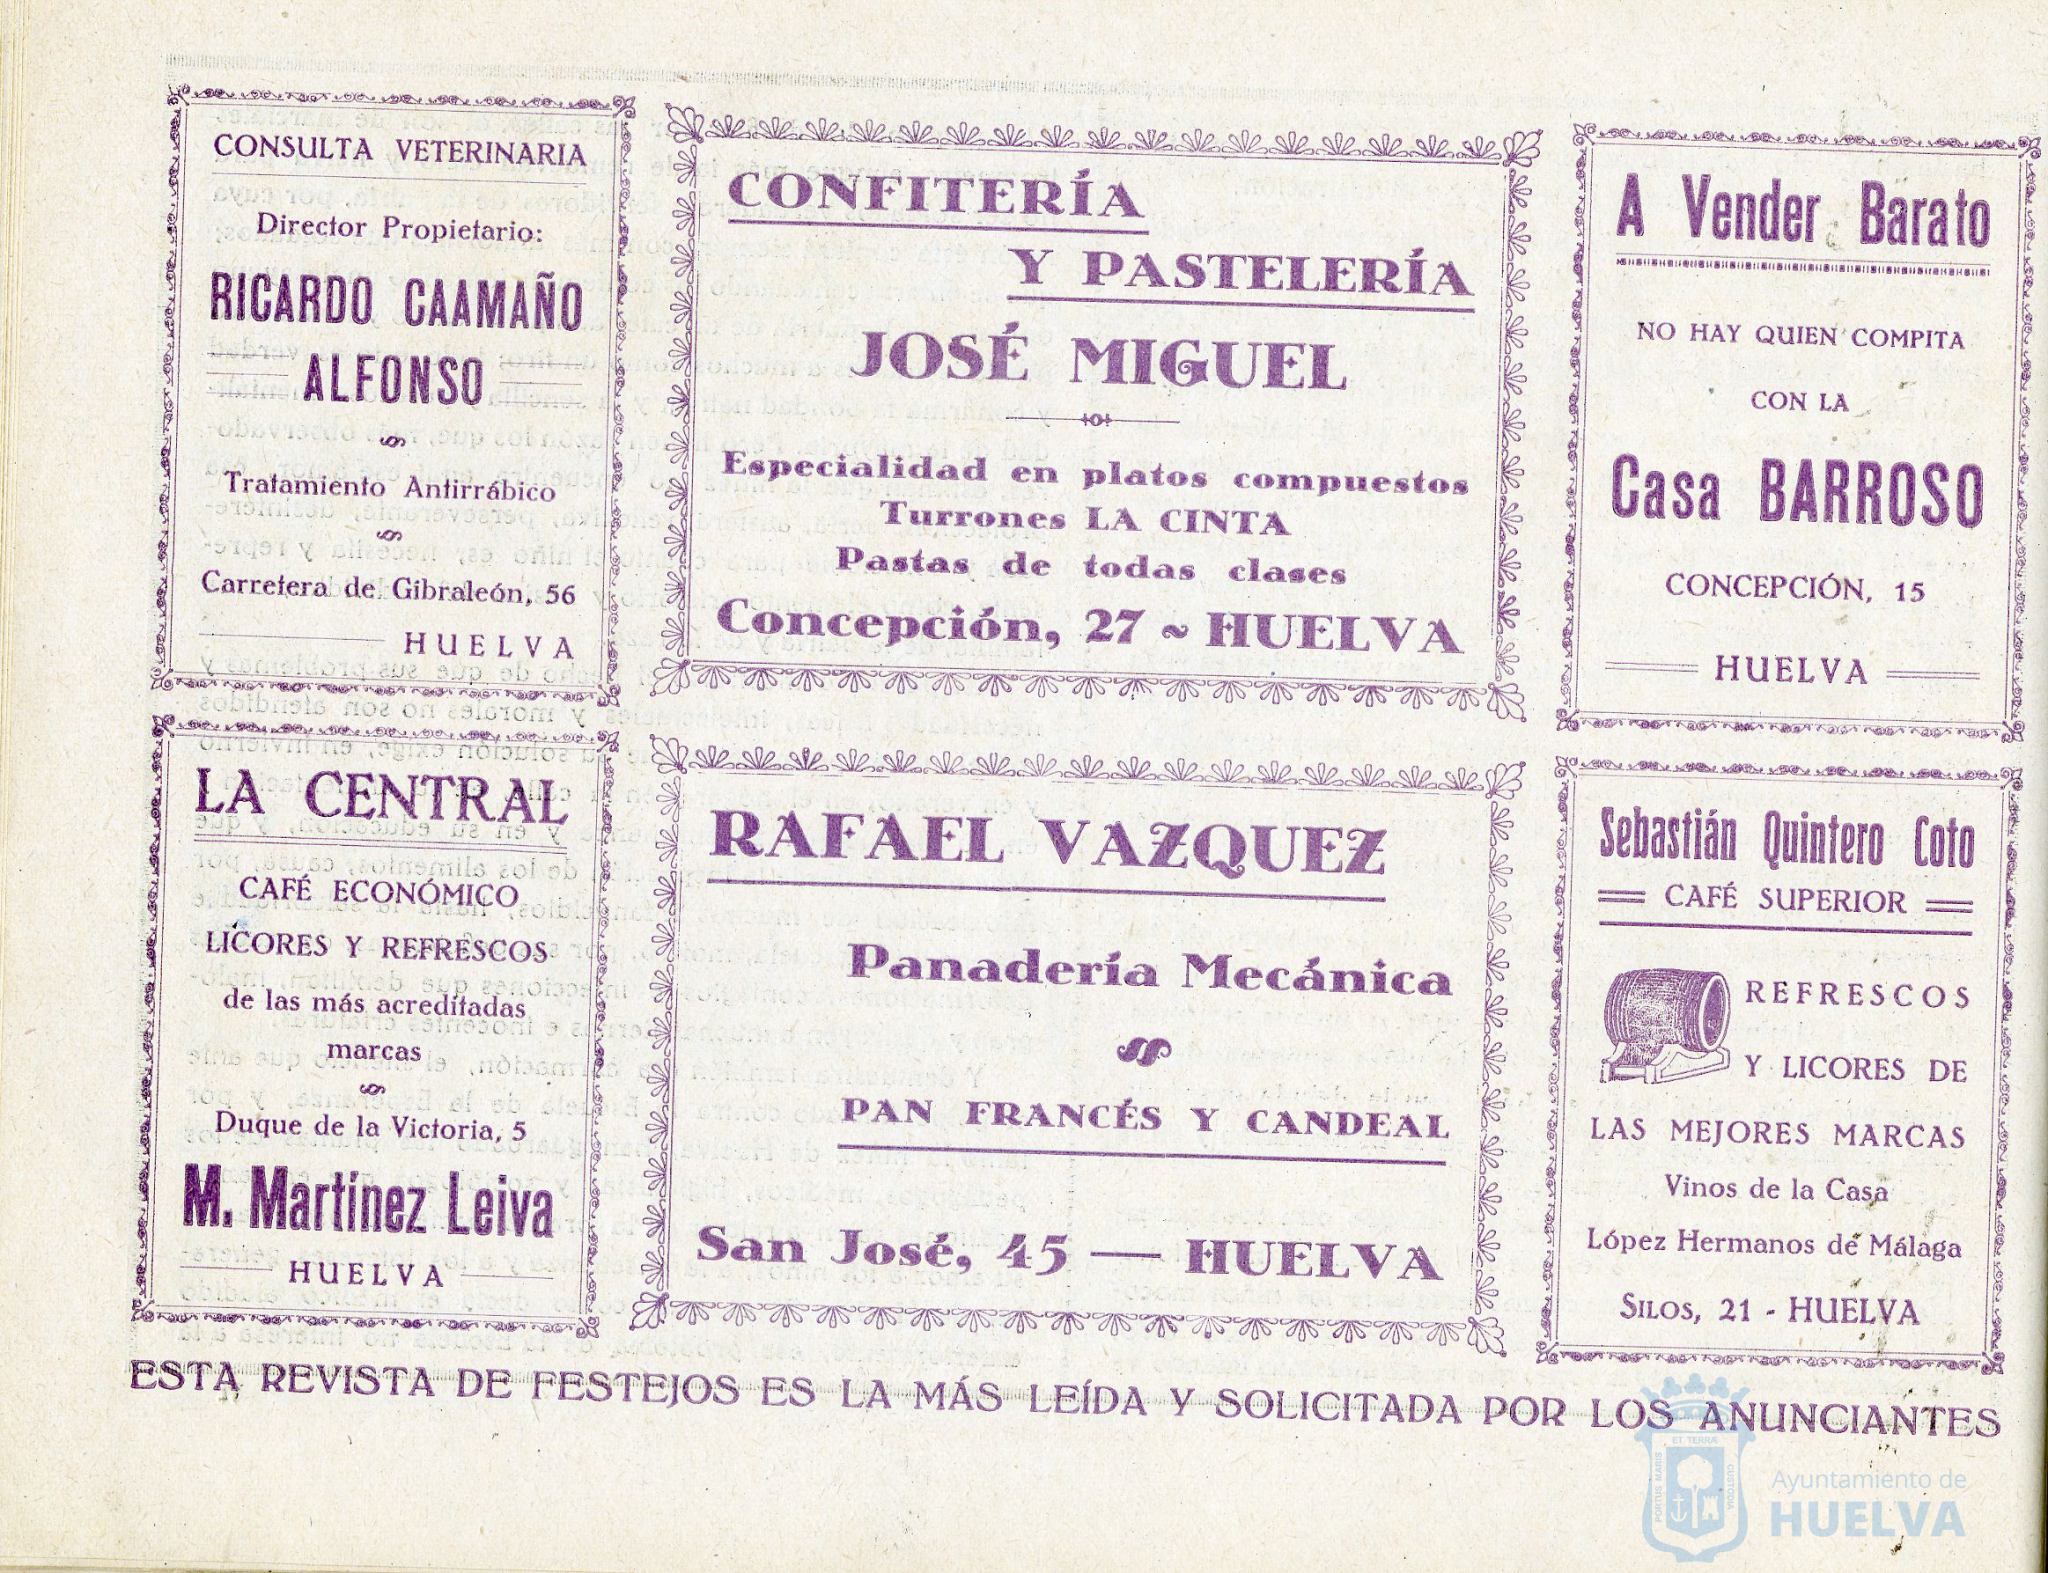 CONSULTA VETERINARIA
Director Propietario:
RICARDO CAAMAÑO
ALFONSO
Tratamiento Antirrábico
Carretera de Gibraleón, 56
HUELVA
CONFITERÍA
Y PASTELERÍA
JOSÉ MIGUEL
Especialidad en platos compuestos
Turrones LA CINTA
Pastas de todas clases
Concepción, 27 ~ HUELVA
A Vender Barato
NO HAY QUIEN COMPITA
CON LA
Casa BARROSO
CONCEPCIÓN, 15
HUELVA
LA CENTRAL
CAFÉ ECONÓMICO
LICORES Y REFRESCOS
de las más acreditadas
marcas
Duque de la Victoria, 5
M. Martínez Leiva
HUELVA
RAFAEL VAZQUEZ
Panadería Mecánica
PAN FRANCÉS Y CANDEAL
San José, 45 — HUELVA
Sebastián Quintero Coto
CAFÉ SUPERIOR
REFRESCOS
Y LICORES DE
LAS MEJORES MARCAS
Vinos de la Casa
López Hermanos de Málaga
SILOS, 21 - HUELVA
ESTA REVISTA DE FESTEJOS ES LA MÁS LEÍDA Y SOLICITADA POR LOS ANUNCIANTES
PORTUS MARIS
ET TERRA
CUSTODIA
Ayuntamiento de
HUELVA